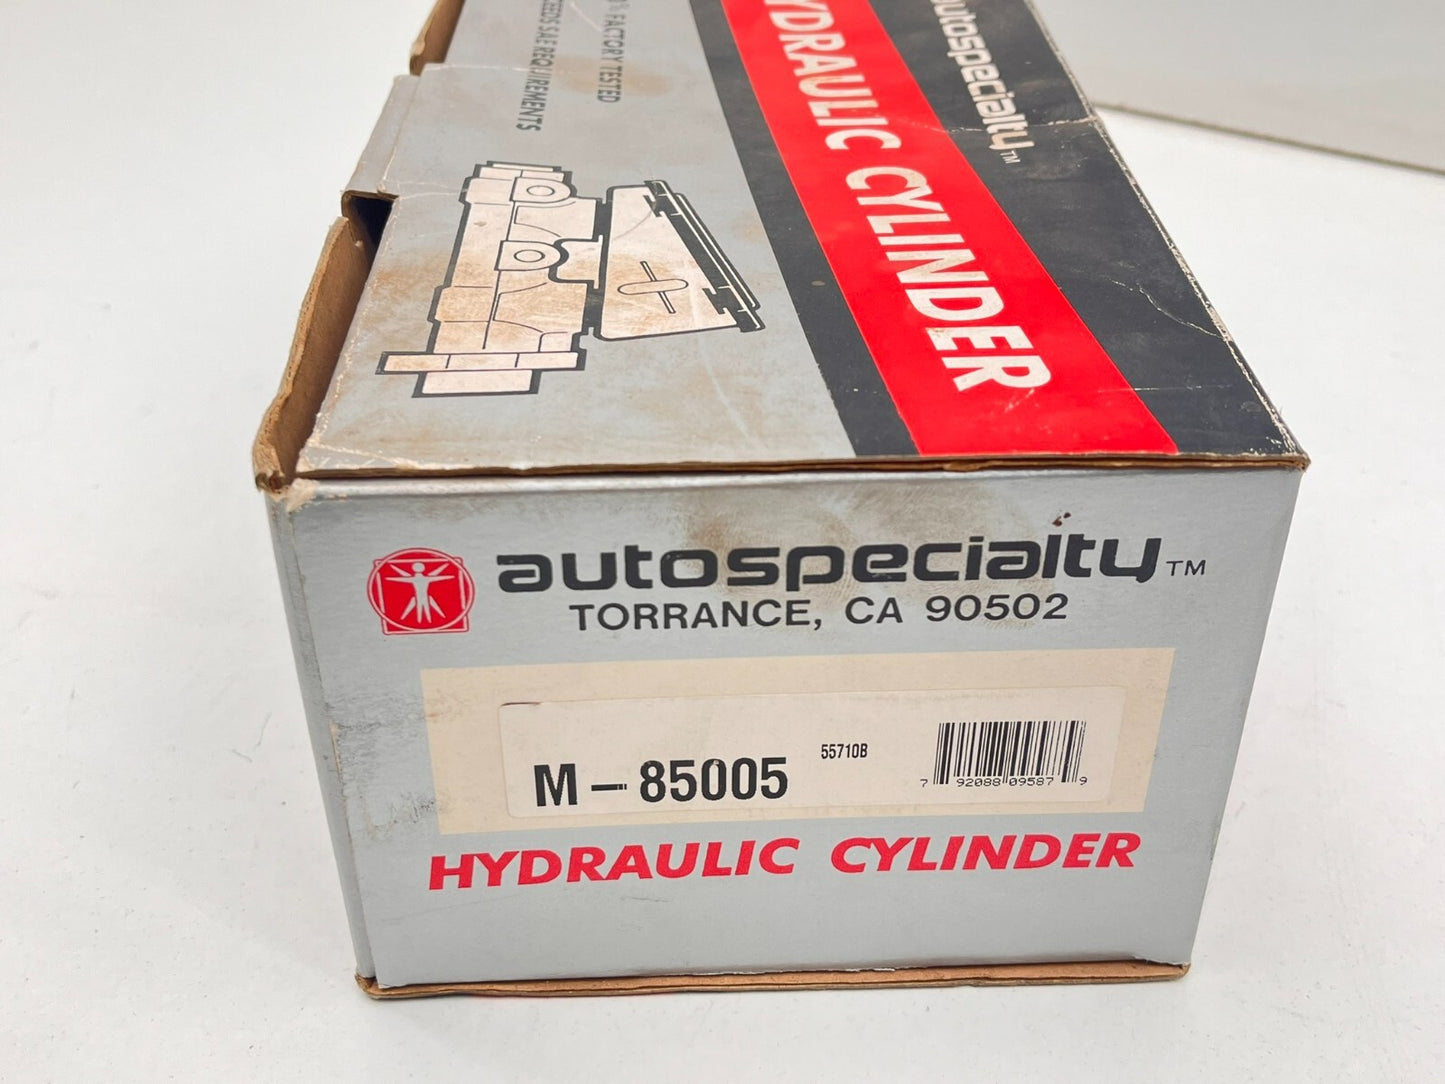 FACTORY TESTED
SAE REQUIREMENTS
HYDRAULIC CYLINDER
autospecialty™
autospecialty™
TORRANCE, CA 90502
M-85005
55710B
7 92088 09587 9
HYDRAULIC CYLINDER